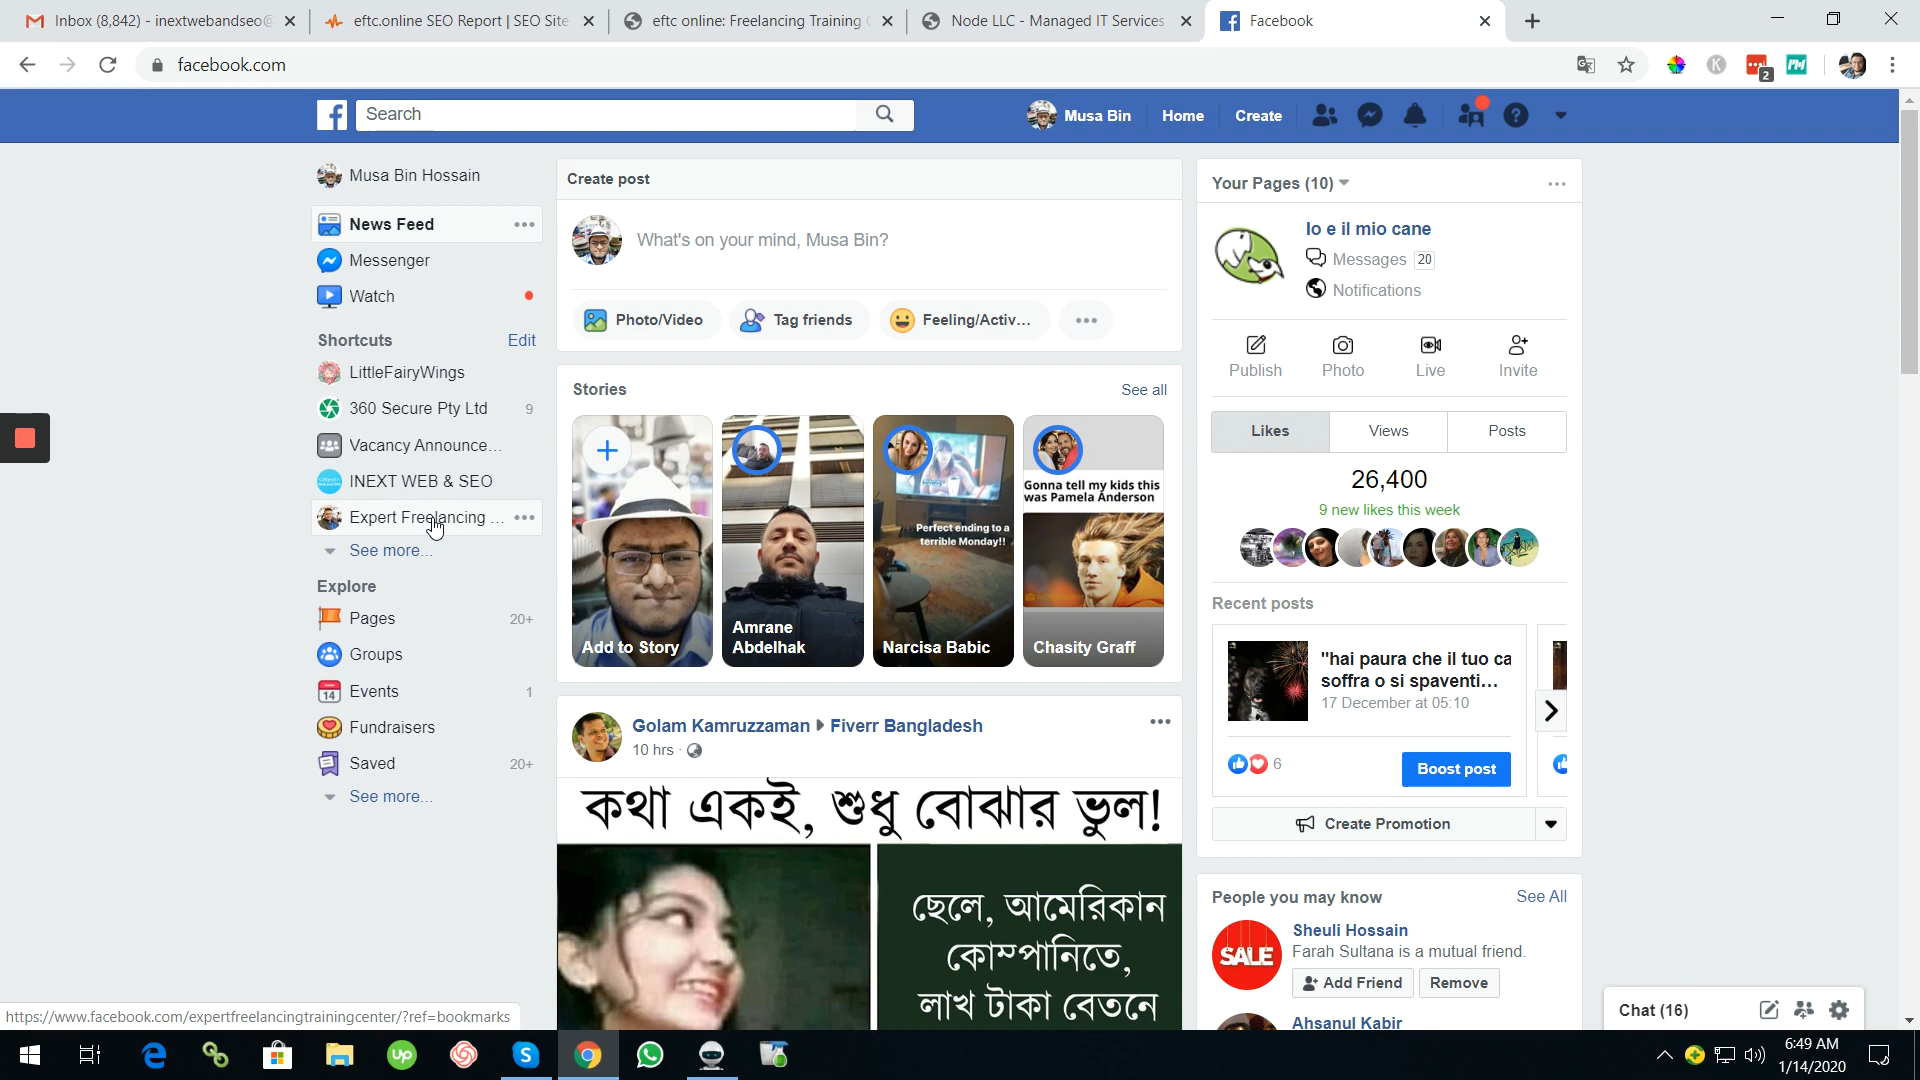 Inbox (8,842) - inextwebandseo@
eftc.online SEO Report | SEO Site
eftc online: Freelancing Training
Node LLC - Managed IT Services
Facebook
facebook.com
2
Search
Musa Bin
Home
Create
Musa Bin Hossain
News Feed
Messenger
Watch
Shortcuts
Edit
LittleFairyWings
360 Secure Pty Ltd
9
Vacancy Announce...
INEXT WEB & SEO
Expert Freelancing ...
See more...
Explore
Pages
20+
Groups
14
Events
1
Fundraisers
Saved
20+
See more...
Create post
What's on your mind, Musa Bin?
Photo/Video
Tag friends
Feeling/Activ...
Stories
See all
Add to Story
Amrane
Abdelhak
Perfect ending to a
terrible Monday!!
Narcisa Babic
Gonna tell my kids this
was Pamela Anderson
Chasity Graff
Golam Kamruzzaman
Fiverr Bangladesh
10 hrs ·
কথা একই, শুধু বোঝার ভুল!
ছেলে, আমেরিকান
কোম্পানিতে,
লাখ টাকা বেতনে
Your Pages (10)
Io e il mio cane
Messages
20
Notifications
Publish
Photo
Live
Invite
Likes
Views
Posts
26,400
9 new likes this week
Recent posts
"hai paura che il tuo ca
soffra o si spaventi...
17 December at 05:10
6
Boost post
Create Promotion
People you may know
See All
SALE
Sheuli Hossain
Farah Sultana is a mutual friend.
Add Friend
Remove
Ahsanul Kabir
Chat (16)
https://www.facebook.com/expertfreelancingtrainingcenter/?ref=bookmarks
up
6:49 AM
1/14/2020